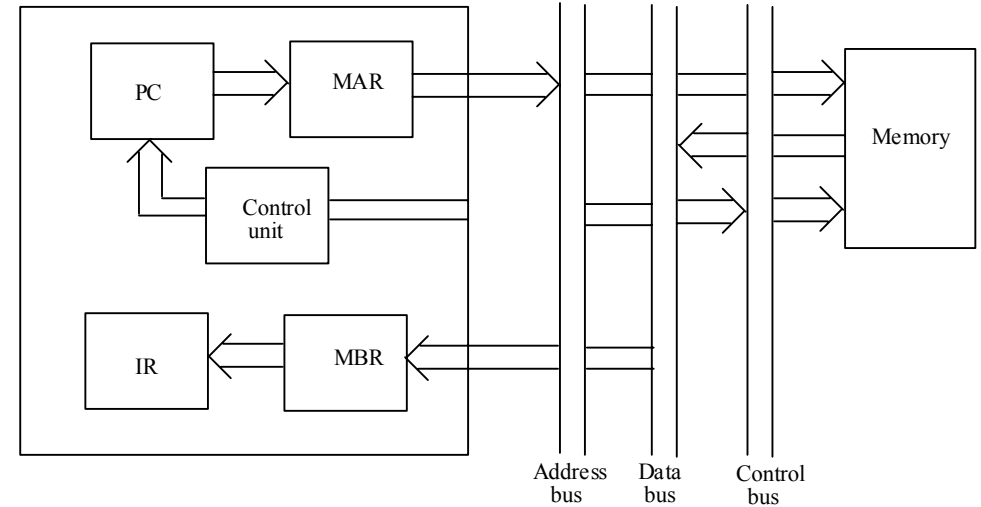 PC
MAR
Memory
Control
unit
IR
MBR
Address
bus
Data
bus
Control
bus